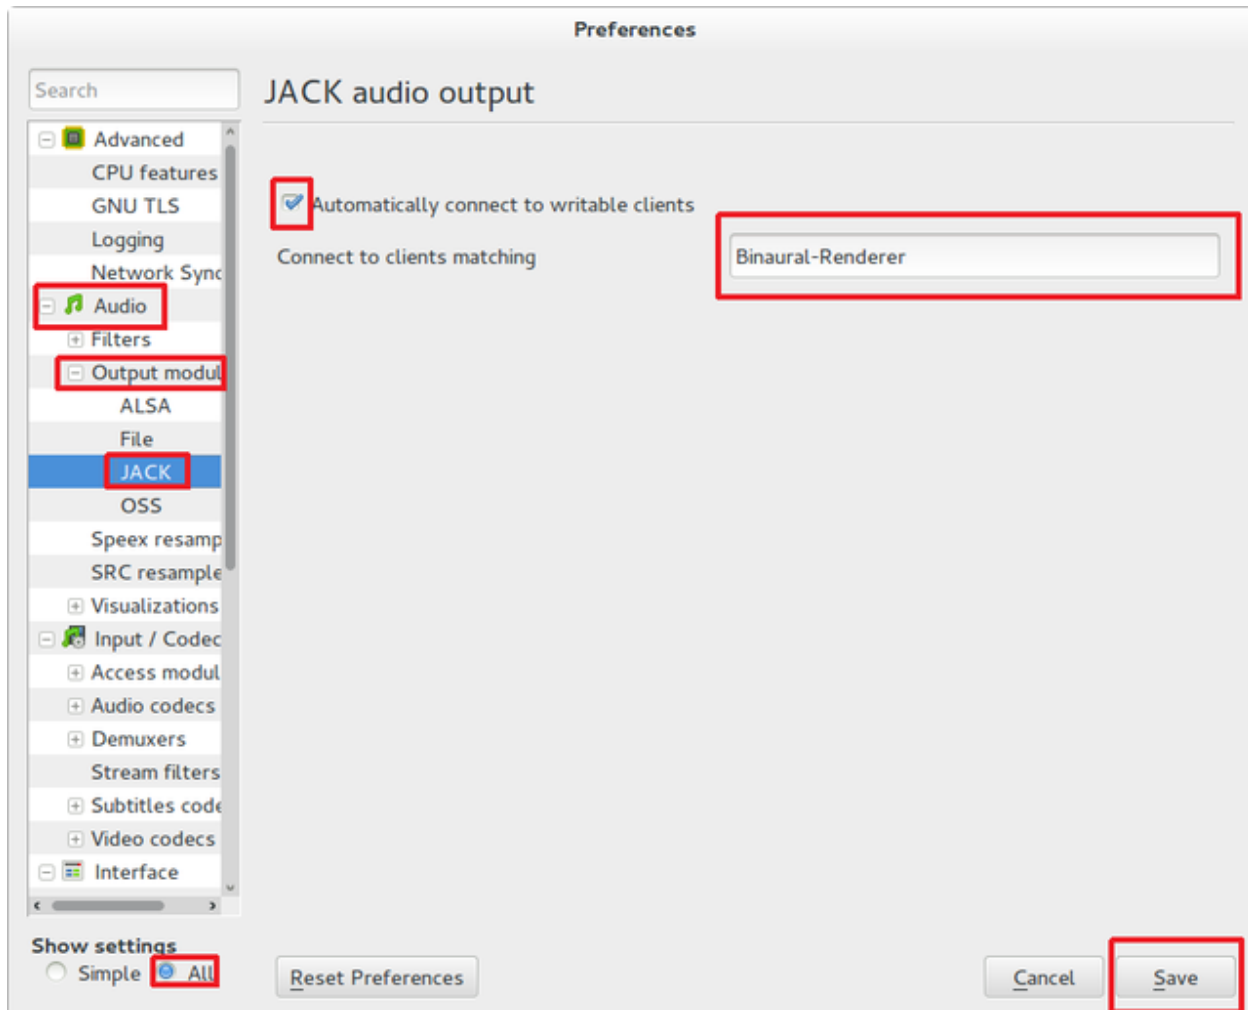 Preferences
Search
JACK audio output
Advanced
CPU features
GNU TLS
Logging
Network Sync
Audio
Filters
Output modul
ALSA
File
JACK
OSS
Speex resamp
SRC resample
Visualizations
Input / Codec
Access modul
Audio codecs
Demuxers
Stream filters
Subtitles code
Video codecs
Interface
Automatically connect to writable clients
Connect to clients matching
Binaural-Renderer
Show settings
Simple
All
Reset Preferences
Cancel
Save